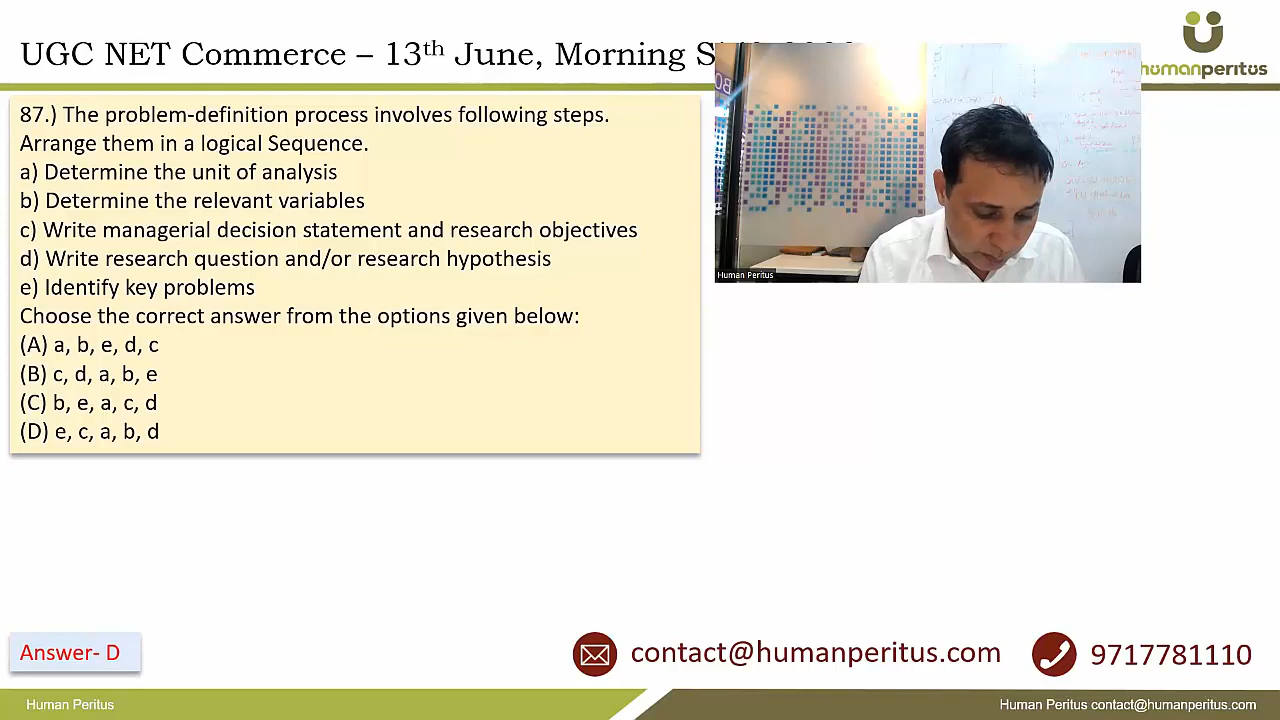 UGC NET Commerce – 13th June, Morning
humanperitus
87.) The problem-definition process involves following steps.
Arrange them in a logical Sequence.
a) Determine the unit of analysis
b) Determine the relevant variables
c) Write managerial decision statement and research objectives
d) Write research question and/or research hypothesis
e) Identify key problems
Choose the correct answer from the options given below:
(A) a, b, e, d, c
(B) c, d, a, b, e
(C) b, e, a, c, d
(D) e, c, a, b, d
Human Peritus
Answer- D
contact@humanperitus.com
9717781110
Human Peritus
Human Peritus contact@humanperitus.com